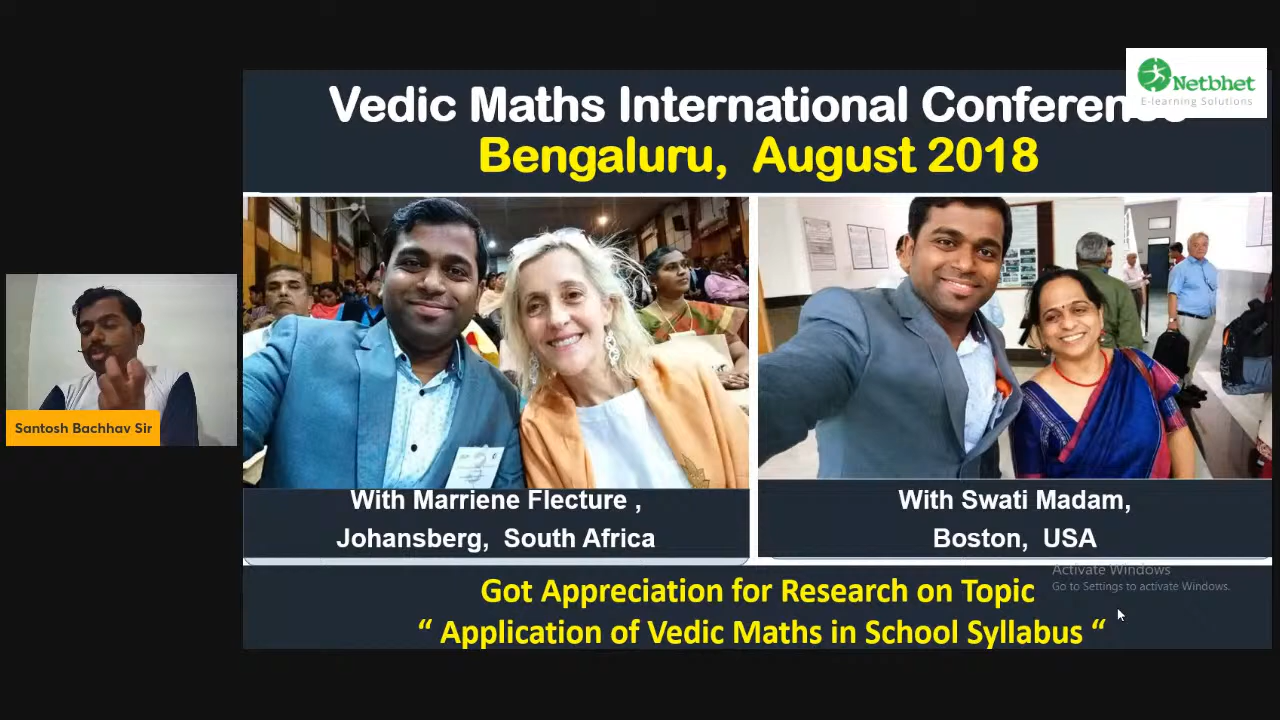 Vedic Maths International Conference
Bengaluru, August 2018
Netbhet
E-learning Solutions
Santosh Bachhav Sir
With Marriene Flecture ,
Johansberg, South Africa
With Swati Madam,
Boston, USA
Activate Windows
Go to Settings to activate Windows.
Got Appreciation for Research on Topic
“ Application of Vedic Maths in School Syllabus “